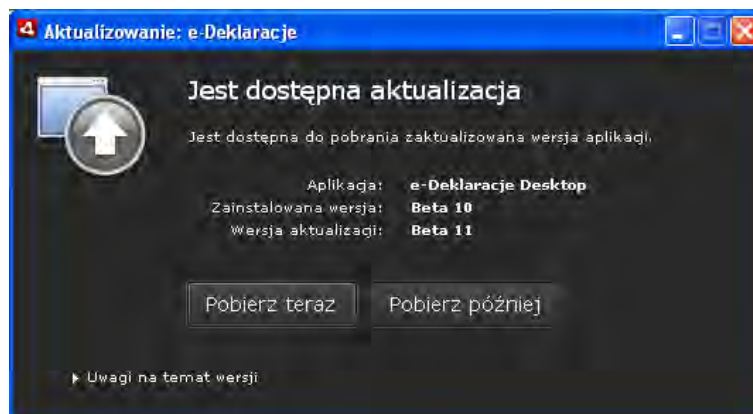 Aktualizowanie: e-Deklaracje
Jest dostępna aktualizacja
Jest dostępna do pobrania zaktualizowana wersja aplikacji.
Aplikacja: e-Deklaracje Desktop
Zainstalowana wersja: Beta 10
Wersja aktualizacji: Beta 11
Pobierz teraz Pobierz później
Uwagi na temat wersji